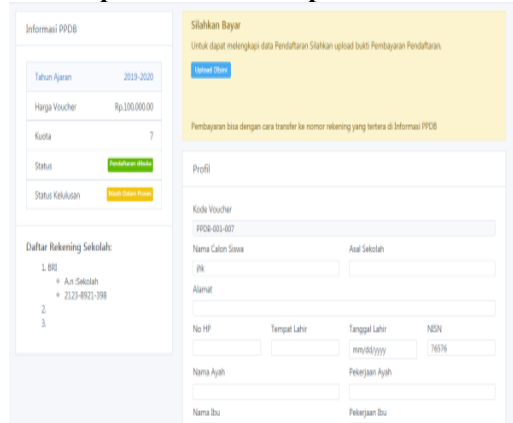 Informasi PPDB
Tahun Ajaran 2019-2020
Harga Voucher Rp.100.000.00
Kuota 7
Status Pendaftaran dibuka
Status Kelulusan Masih Dalam Proses
Daftar Rekening Sekolah:
1. BRI
A.n :Sekolah
2123-8921-398
2.
3.
Silahkan Bayar
Untuk dapat melengkapi data Pendaftaran Silahkan upload bukti Pembayaran Pendaftaran.
Upload Disini
Pembayaran bisa dengan cara transfer ke nomor rekening yang tertera di Informasi PPDB
Profil
Kode Voucher
PPDB-001-007
Nama Calon Siswa Asal Sekolah
jhk
Alamat
No HP Tempat Lahir Tanggal Lahir NISN
mm/dd/yyyy 76576
Nama Ayah Pekerjaan Ayah
Nama Ibu Pekerjaan Ibu